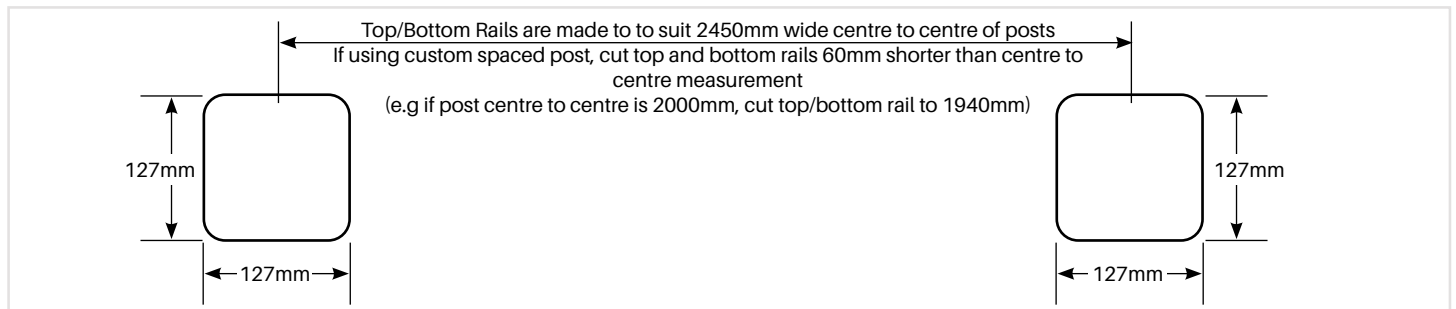 Top/Bottom Rails are made to to suit 2450mm wide centre to centre of posts
If using custom spaced post, cut top and bottom rails 60mm shorter than centre to
centre measurement
(e.g if post centre to centre is 2000mm, cut top/bottom rail to 1940mm)
127mm
127mm
127mm
127mm